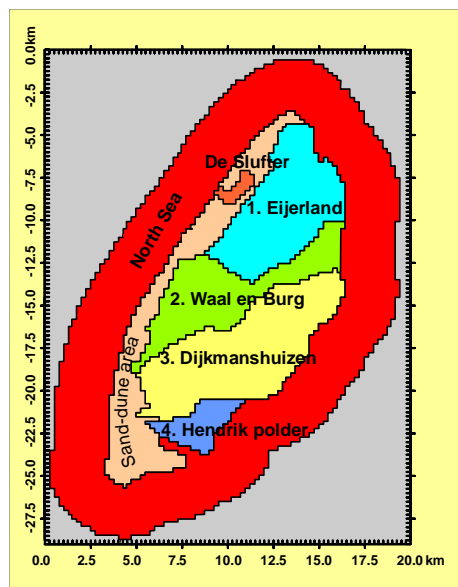 0.0km
-2.5
-5.0
De Slufter
-7.5
1. Eijerland
-10.0
North Sea
-12.5
2. Waal en Burg
-15.0
-17.5
3. Dijkmanshuizen
Sand-dune area
-20.0
-22.5
4. Hendrik polder
-25.0
-27.5
0.0 2.5 5.0 7.5 10.0 12.5 15.0 17.5 20.0 km